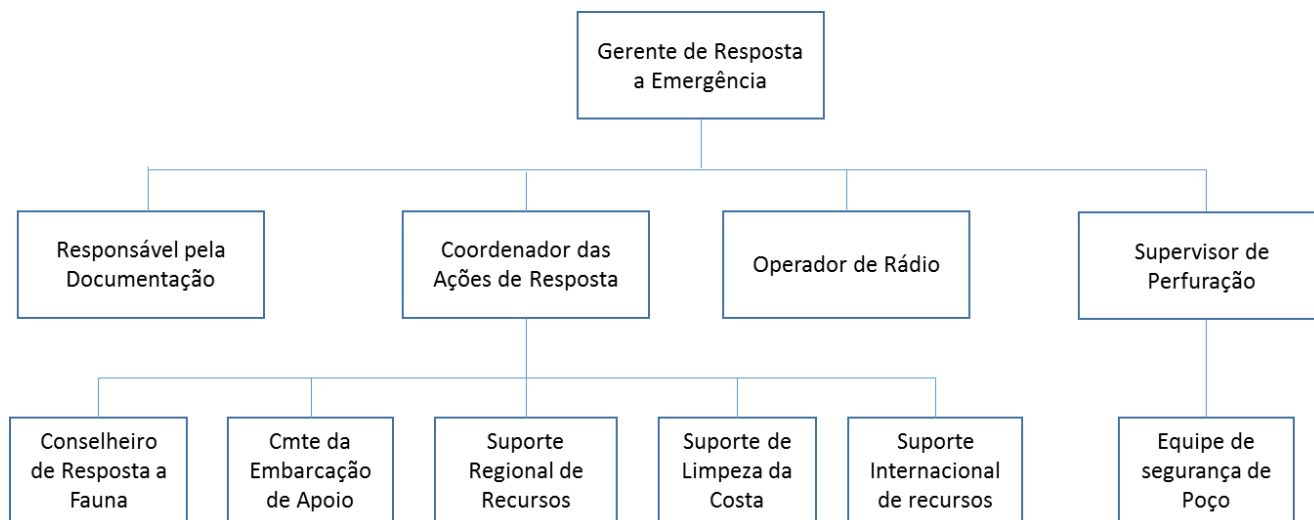 Gerente de Resposta
a Emergência
Responsável pela
Documentação
Coordenador das
Ações de Resposta
Operador de Rádio
Supervisor de
Perfuração
Conselheiro
de Resposta a
Fauna
Cmte da
Embarcação
de Apoio
Suporte
Regional de
Recursos
Suporte de
Limpeza da
Costa
Suporte
Internacional
de recursos
Equipe de
segurança de
Poço